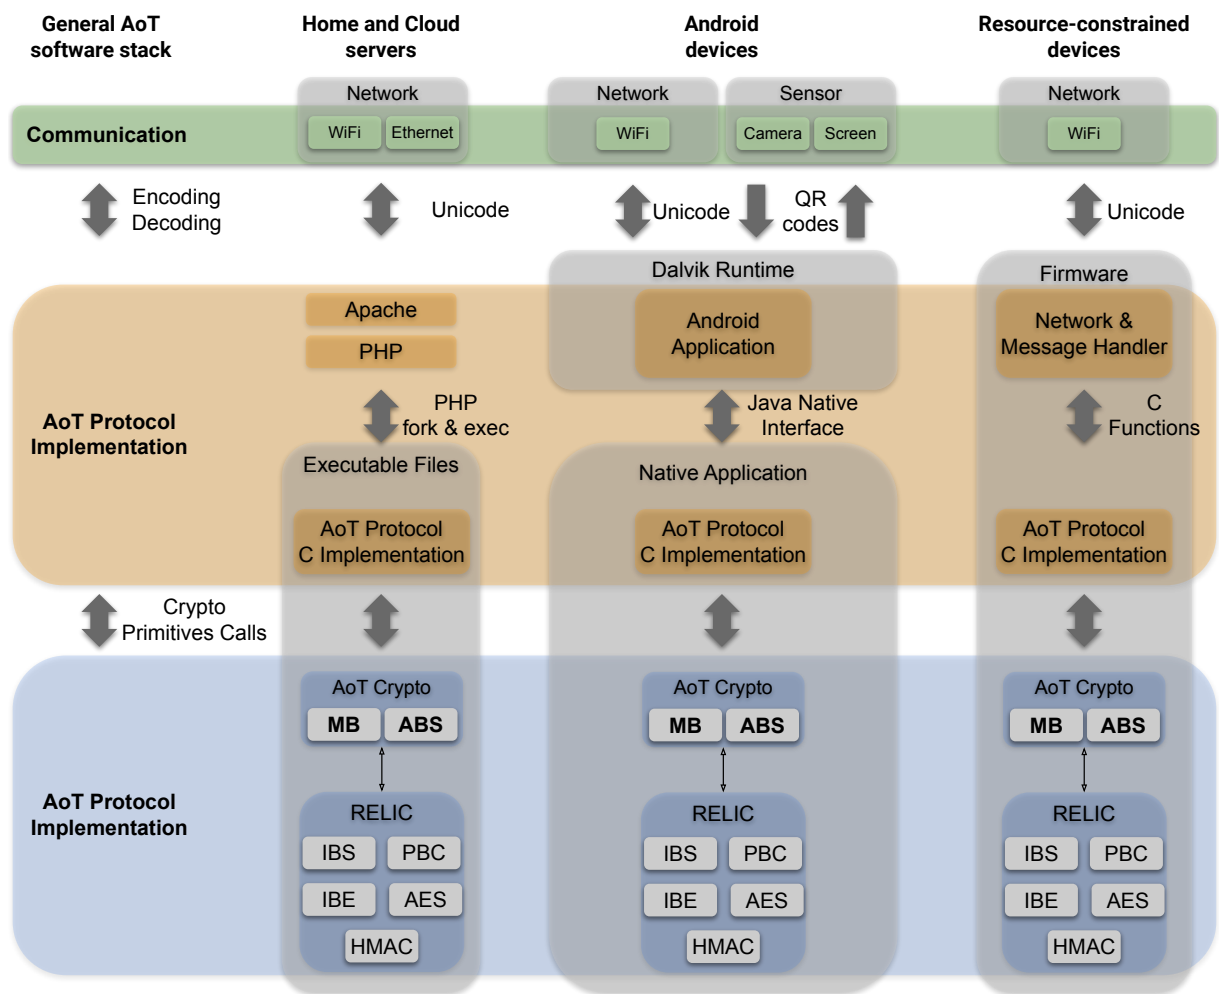 General AoT
software stack
Home and Cloud
servers
Android
devices
Resource-constrained
devices
Network
Network
Sensor
Network
Communication
WiFi
Ethernet
WiFi
Camera
Screen
WiFi
Encoding
Decoding
Unicode
Unicode
QR
codes
Unicode
Dalvik Runtime
Firmware
Apache
PHP
Android
Application
Network &
Message Handler
AoT Protocol
Implementation
PHP
fork & exec
Java Native
Interface
C
Functions
Executable Files
Native Application
AoT Protocol
C Implementation
AoT Protocol
C Implementation
AoT Protocol
C Implementation
Crypto
Primitives Calls
AoT Crypto
MB
ABS
AoT Crypto
MB
ABS
AoT Crypto
MB
ABS
AoT Protocol
Implementation
RELIC
IBS
PBC
IBE
AES
HMAC
RELIC
IBS
PBC
IBE
AES
HMAC
RELIC
IBS
PBC
IBE
AES
HMAC